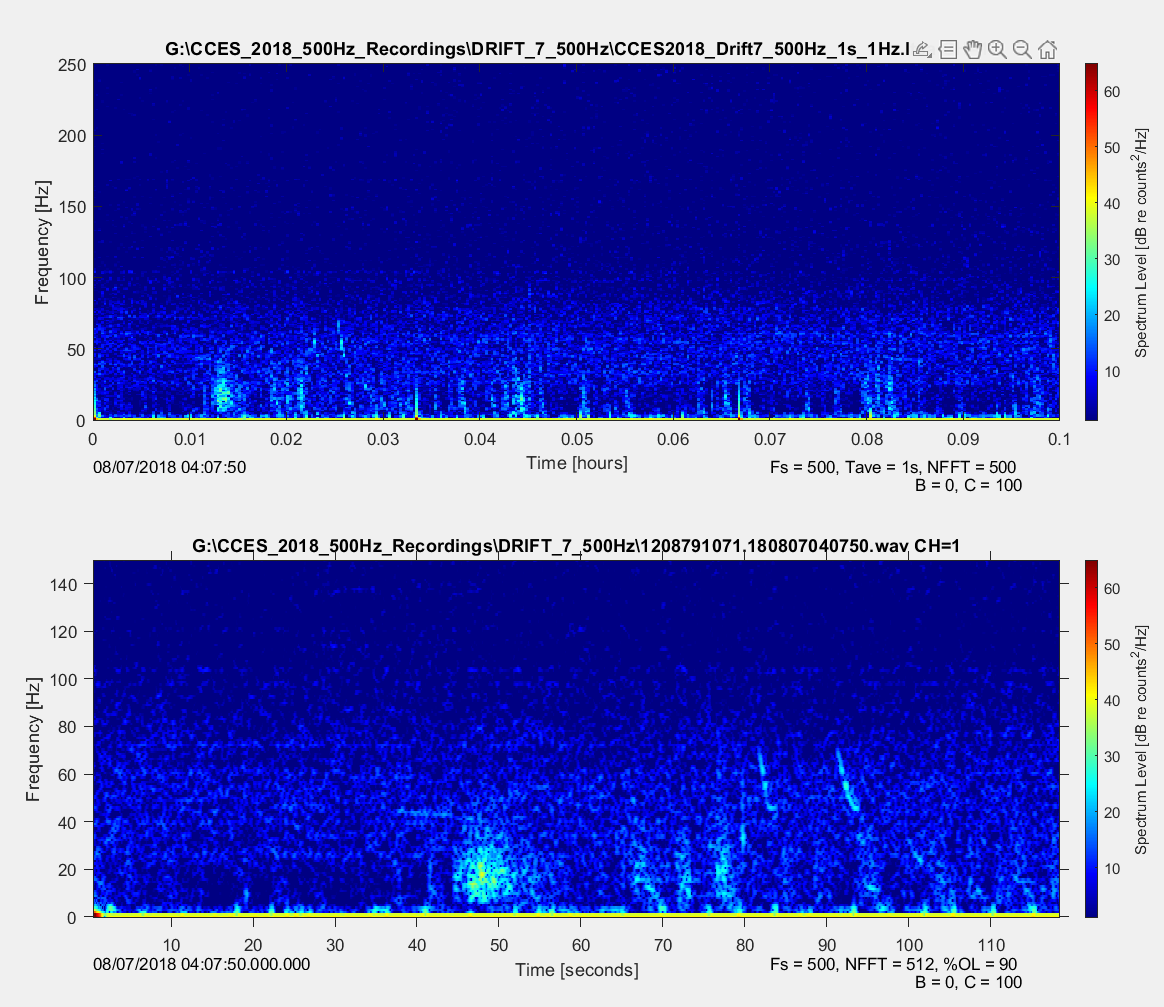 G:\CCES_2018_500Hz_Recordings\DRIFT_7_500Hz\CCES2018_Drift7_500Hz_1s_1Hz.l
250
200
150
100
50
0
Frequency [Hz]
0 0.01 0.02 0.03 0.04 0.05 0.06 0.07 0.08 0.09 0.1
Time [hours]
08/07/2018 04:07:50
Fs = 500, Tave = 1s, NFFT = 500
B = 0, C = 100
60
50
40
30
20
10
Spectrum Level [dB re counts²/Hz]
G:\CCES_2018_500Hz_Recordings\DRIFT_7_500Hz\1208791071.180807040750.wav CH=1
140
120
100
80
60
40
20
0
Frequency [Hz]
10 20 30 40 50 60 70 80 90 100 110
Time [seconds]
08/07/2018 04:07:50.000.000
Fs = 500, NFFT = 512, %OL = 90
B = 0, C = 100
60
50
40
30
20
10
Spectrum Level [dB re counts²/Hz]